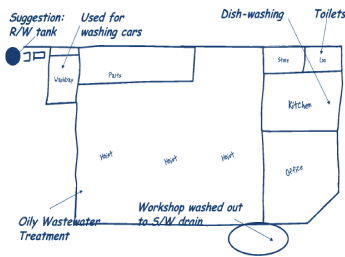 Suggestion:
R/W tank
Used for
washing cars
Dish-washing
Toilets
Washbay
Parts
Store
Loo
Kitchen
Hoist
Hoist
Hoist
Office
Oily Wastewater
Treatment
Workshop washed out
to S/W drain